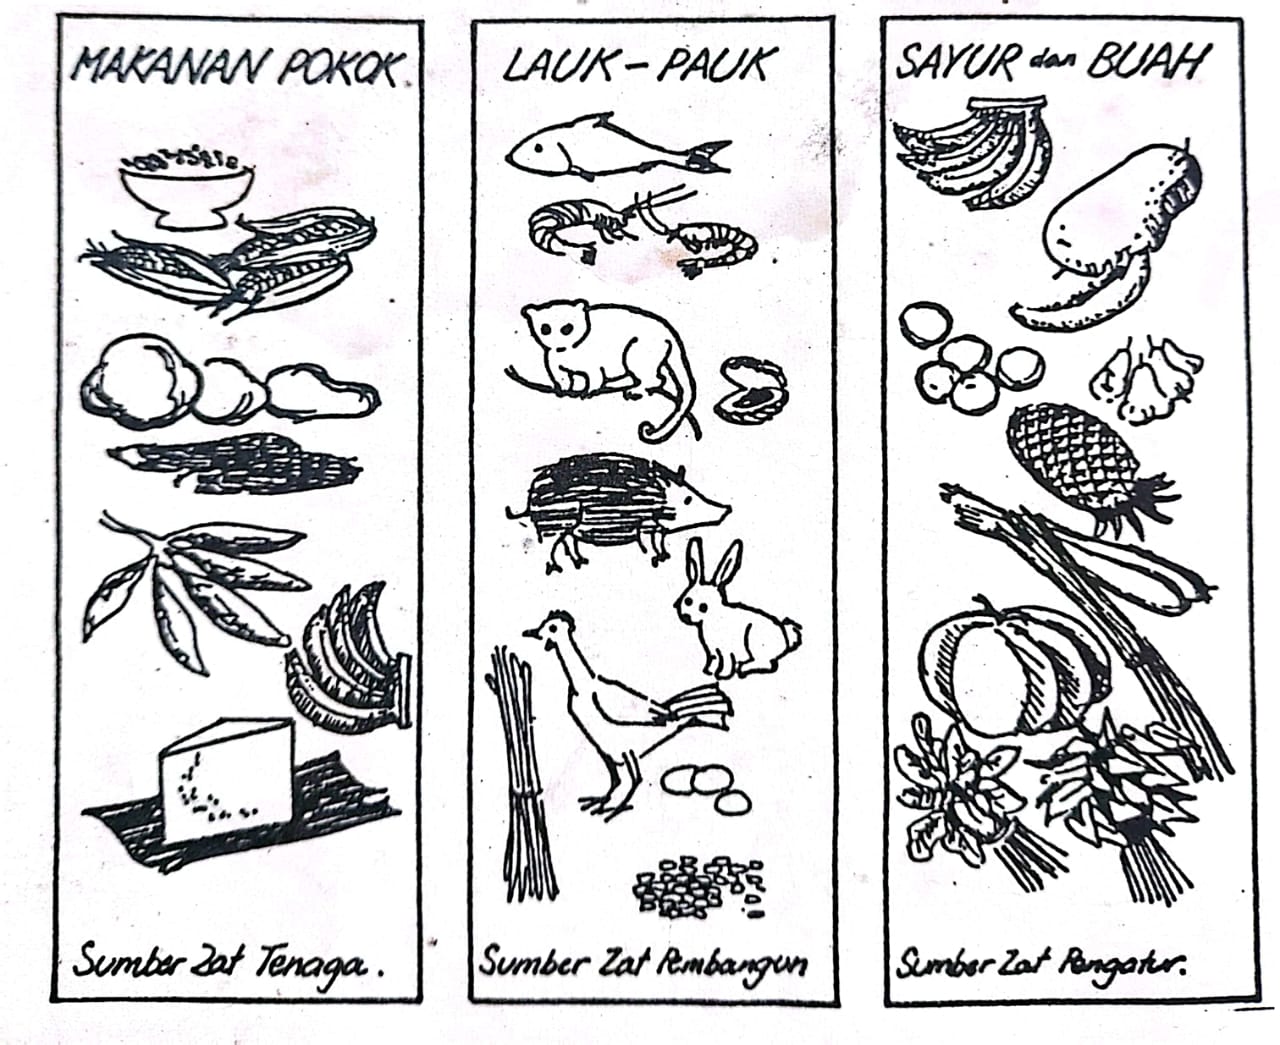 MAKANAN POKOK.
LAUK - PAUK
SAYUR dan BUAH
Sumber Zat Tenaga.
Sumber Zat Pembangun
Sumber Zat Pengatur.